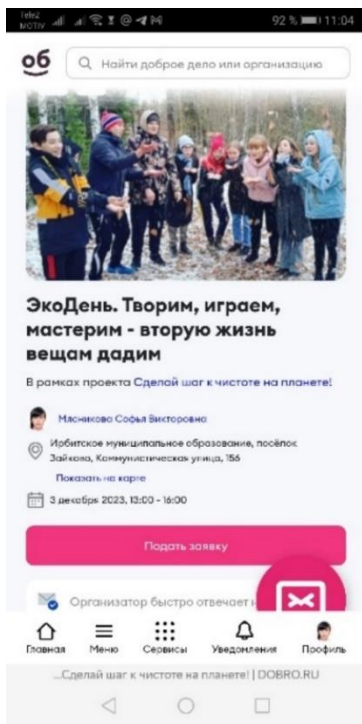 Tele2
MOTIV
92 % 11:04
об
Найти доброе дело или организацию
ЭкоДень. Творим, играем,
мастерим - вторую жизнь
вещам дадим
В рамках проекта Сделай шаг к чистоте на планете!
Мясникова Софья Викторовна
Ирбитское муниципальное образование, посёлок
Зайково, Коммунистическая улица, 156
Показать на карте
3 декабря 2023, 13:00 - 16:00
Подать заявку
Организатор быстро отвечает
Главная Меню Сервисы Уведомления Профиль
...Сделай шаг к чистоте на планете! | DOBRO.RU